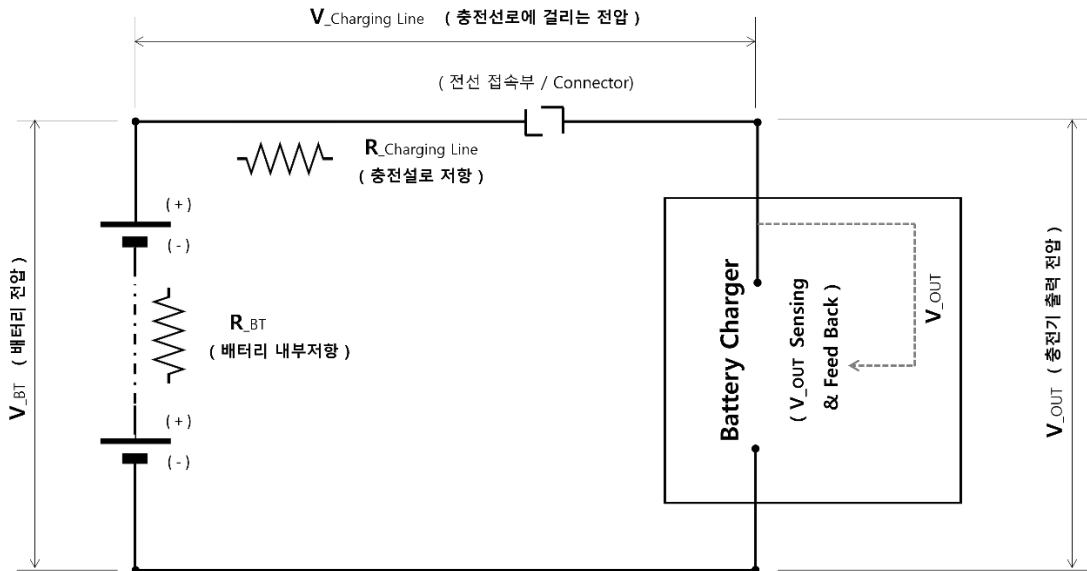 V_Charging Line ( 충전선로에 걸리는 전압 )
( 전선 접속부 / Connector)
R_Charging Line
( 충전설로 저항 )
( + )
( - )
R_BT
( 배터리 내부저항 )
( + )
( - )
V_BT ( 배터리 전압 )
Battery Charger
( V_OUT Sensing
& Feed Back )
V_OUT
V_OUT ( 충전기 출력 전압 )